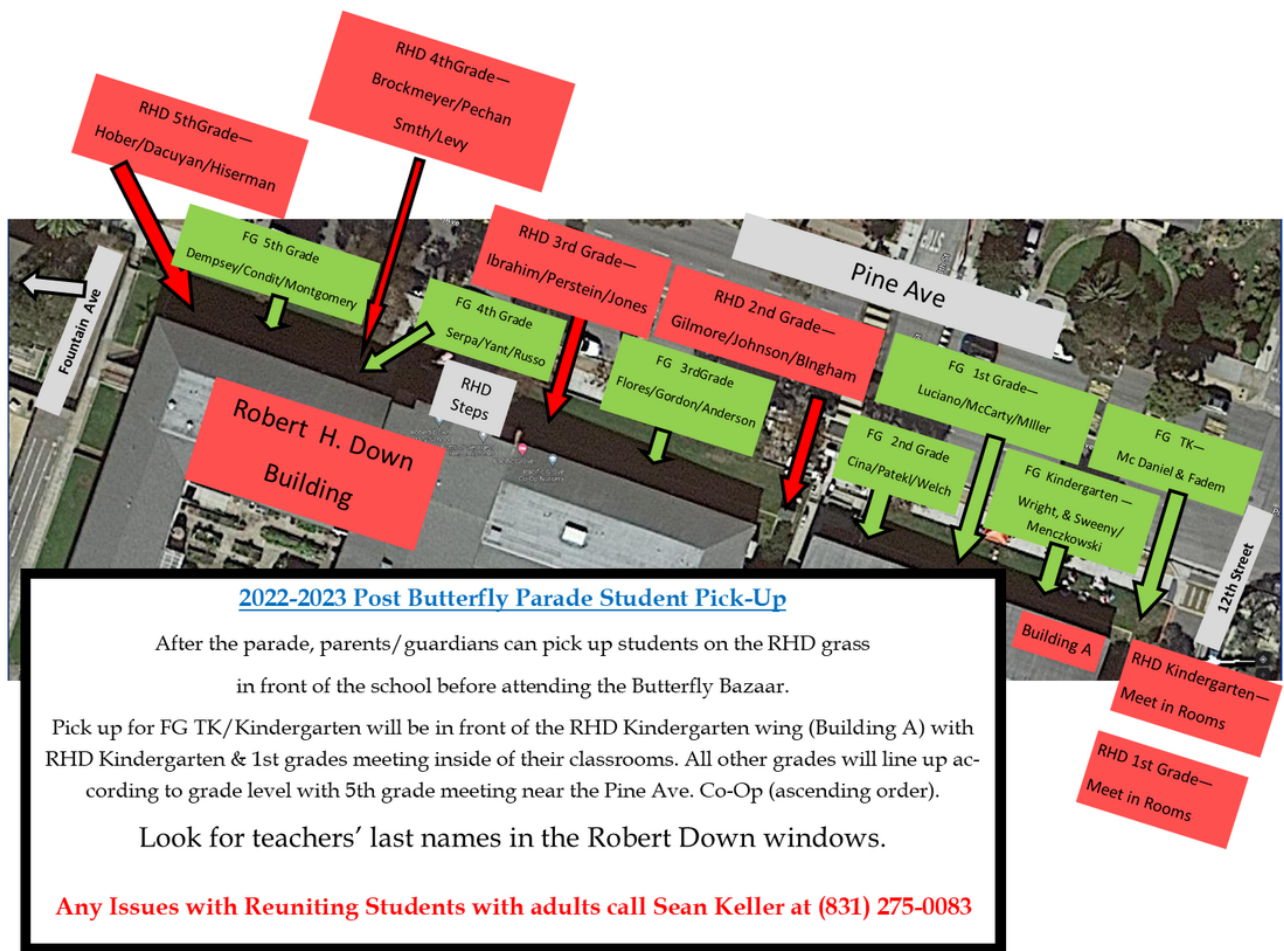 RHD 4thGrade—
Brockmeyer/Pechan
Smth/Levy
RHD 5thGrade—
Hober/Dacuyan/Hiserman
FG 5th Grade
Dempsey/Condit/Montgomery
RHD 3rd Grade—
Ibrahim/Perstein/Jones
Pine Ave
STOP
Fountain Ave
FG 4th Grade
Serpa/Yant/Russo
RHD 2nd Grade—
Gilmore/Johnson/BIngham
RHD
Steps
FG 3rdGrade
Flores/Gordon/Anderson
FG 1st Grade—
Luciano/McCarty/MIller
FG TK—
Mc Daniel & Fadem
FG 2nd Grade
Cina/Patekl/Welch
FG Kindergarten —
Wright, & Sweeny/
Menczkowski
Robert H. Down
Building
Co-Op Nursery
12th Street
Building A
RHD Kindergarten—
Meet in Rooms
RHD 1st Grade—
Meet in Rooms
2022-2023 Post Butterfly Parade Student Pick-Up
After the parade, parents/guardians can pick up students on the RHD grass
in front of the school before attending the Butterfly Bazaar.
Pick up for FG TK/Kindergarten will be in front of the RHD Kindergarten wing (Building A) with
RHD Kindergarten & 1st grades meeting inside of their classrooms. All other grades will line up ac-
cording to grade level with 5th grade meeting near the Pine Ave. Co-Op (ascending order).
Look for teachers’ last names in the Robert Down windows.
Any Issues with Reuniting Students with adults call Sean Keller at (831) 275-0083